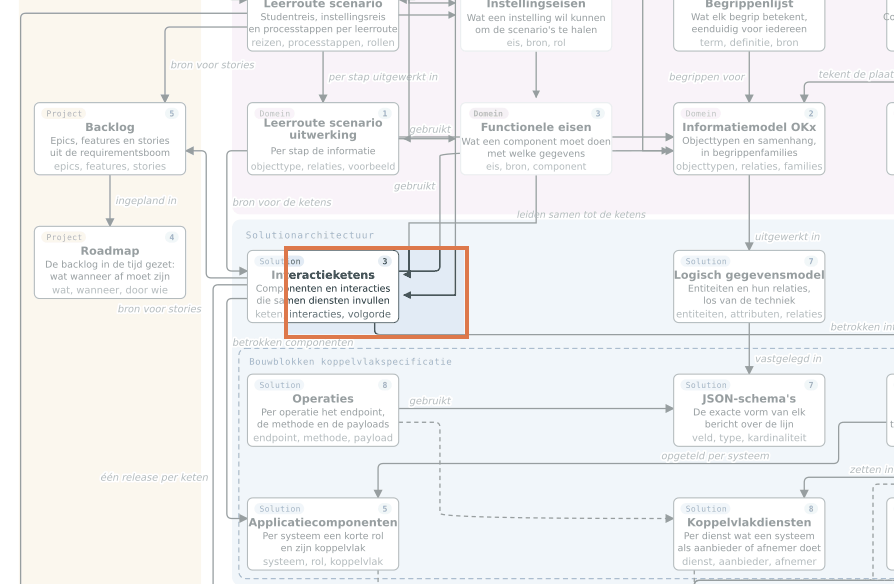 Leerroute scenario
Studentreis, instellingsreis
en processtappen per leerroute
reizen, processtappen, rollen
Instellingseisen
Wat een instelling wil kunnen
om de scenario's te halen
eis, bron, rol
Begrippenlijst
Wat elk begrip betekent,
eenduidig voor iedereen
term, definitie, bron
bron voor stories
per stap uitgewerkt in
begrippen voor
tekent de plaat
Project 5
Backlog
Epics, features en stories
uit de requirementsboom
epics, features, stories
Domein 1
Leerroute scenario
uitwerking
Per stap de informatie
objecttype, relaties, voorbeeld
gebruikt
Domein 3
Functionele eisen
Wat een component moet doen
met welke gegevens
eis, bron, component
Domein 2
Informatiemodel OKx
Objecttypen en samenhang,
in begrippenfamilies
objecttypen, relaties, families
gebruikt
ingepland in
bron voor de ketens
leiden samen tot de ketens
Project 4
Roadmap
De backlog in de tijd gezet:
wat wanneer af moet zijn
wat, wanneer, door wie
bron voor stories
Solutionarchitectuur
uitgewerkt in
Solution 3
Interactieketens
Componenten en interacties
die samen diensten invullen
keten, interacties, volgorde
Solution 7
Logisch gegevensmodel
Entiteiten en hun relaties,
los van de techniek
entiteiten, attributen, relaties
betrokken componenten
betrokken in
Bouwblokken koppelvlakspecificatie
vastgelegd in
Solution 8
Operaties
Per operatie het endpoint,
de methode en de payloads
endpoint, methode, payload
gebruikt
Solution 7
JSON-schema's
De exacte vorm van elk
bericht over de lijn
veld, type, kardinaliteit
opgeteld per systeem
één release per keten
zetten in
Solution 5
Applicatiecomponenten
Per systeem een korte rol
en zijn koppelvlak
systeem, rol, koppelvlak
Solution 8
Koppelvlakdiensten
Per dienst wat een systeem
als aanbieder of afnemer doet
dienst, aanbieder, afnemer